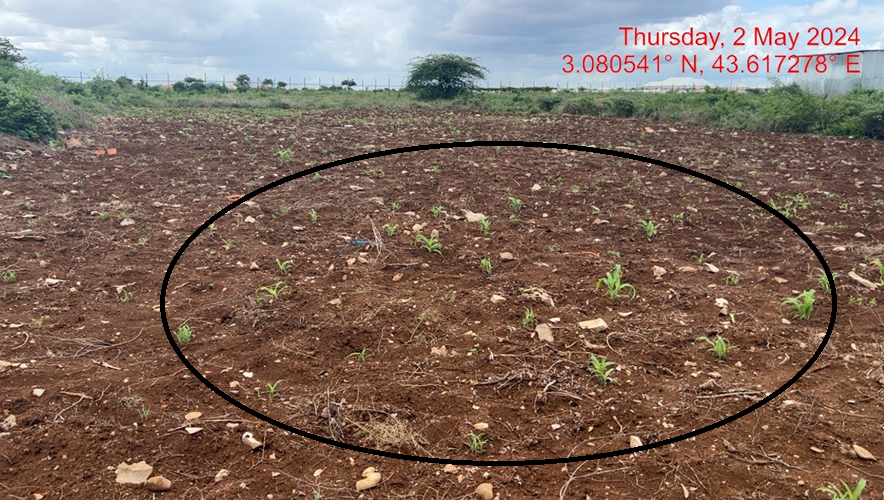 Thursday, 2 May 2024
3.080541° N, 43.617278° E